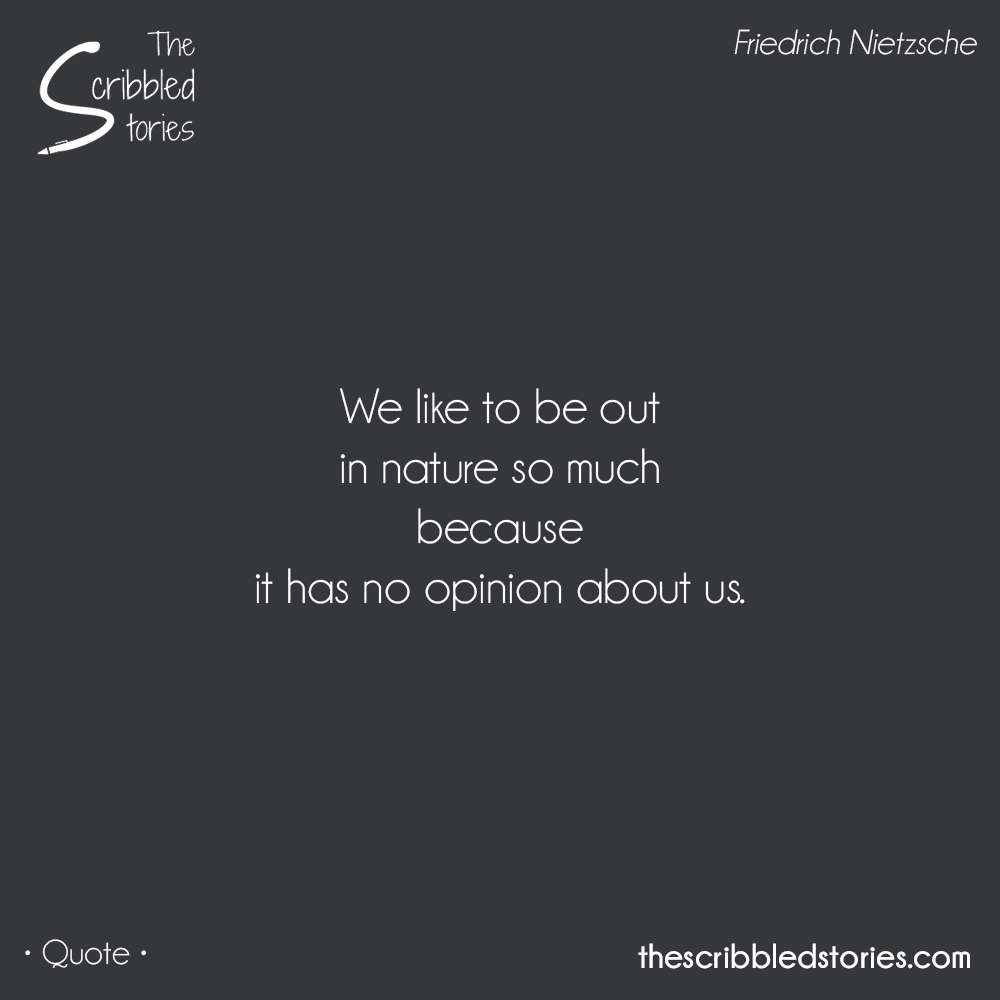 The
Scribbled
Stories
Friedrich Nietzsche
We like to be out
in nature so much
because
it has no opinion about us.
• Quote •
thescribbledstories.com